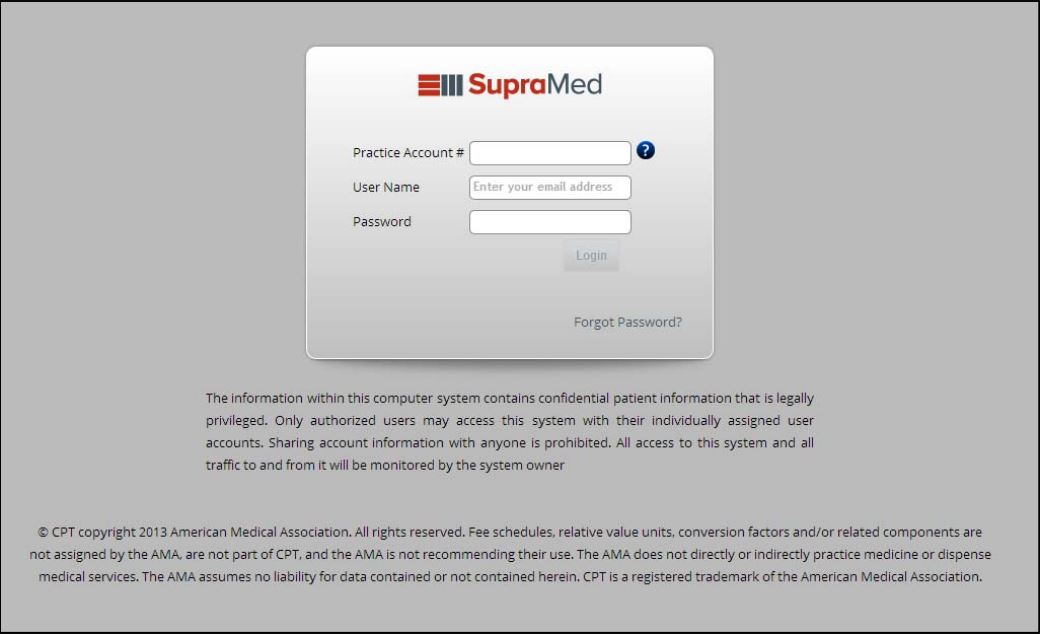 SupraMed
Practice Account # ?
User Name Enter your email address
Password
Login
Forgot Password?
The information within this computer system contains confidential patient information that is legally
privileged. Only authorized users may access this system with their individually assigned user
accounts. Sharing account information with anyone is prohibited. All access to this system and all
traffic to and from it will be monitored by the system owner
© CPT copyright 2013 American Medical Association. All rights reserved. Fee schedules, relative value units, conversion factors and/or related components are
not assigned by the AMA, are not part of CPT, and the AMA is not recommending their use. The AMA does not directly or indirectly practice medicine or dispense
medical services. The AMA assumes no liability for data contained or not contained herein. CPT is a registered trademark of the American Medical Association.